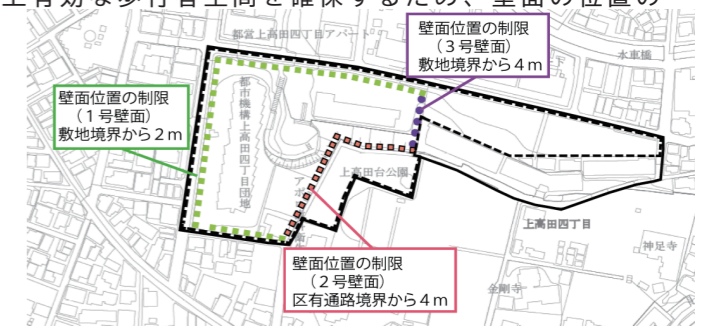 上有効な歩行者空間を確保するため、壁面の位置の
壁面位置の制限
（３号壁面）
敷地境界から４ｍ
都営上高田四丁目アパート
水車橋
壁面位置の制限
（１号壁面）
敷地境界から２ｍ
都市機構上高田四丁目団地
上高田台公園
上高田四丁目
神足寺
金剛寺
壁面位置の制限
（２号壁面）
区有通路境界から４ｍ